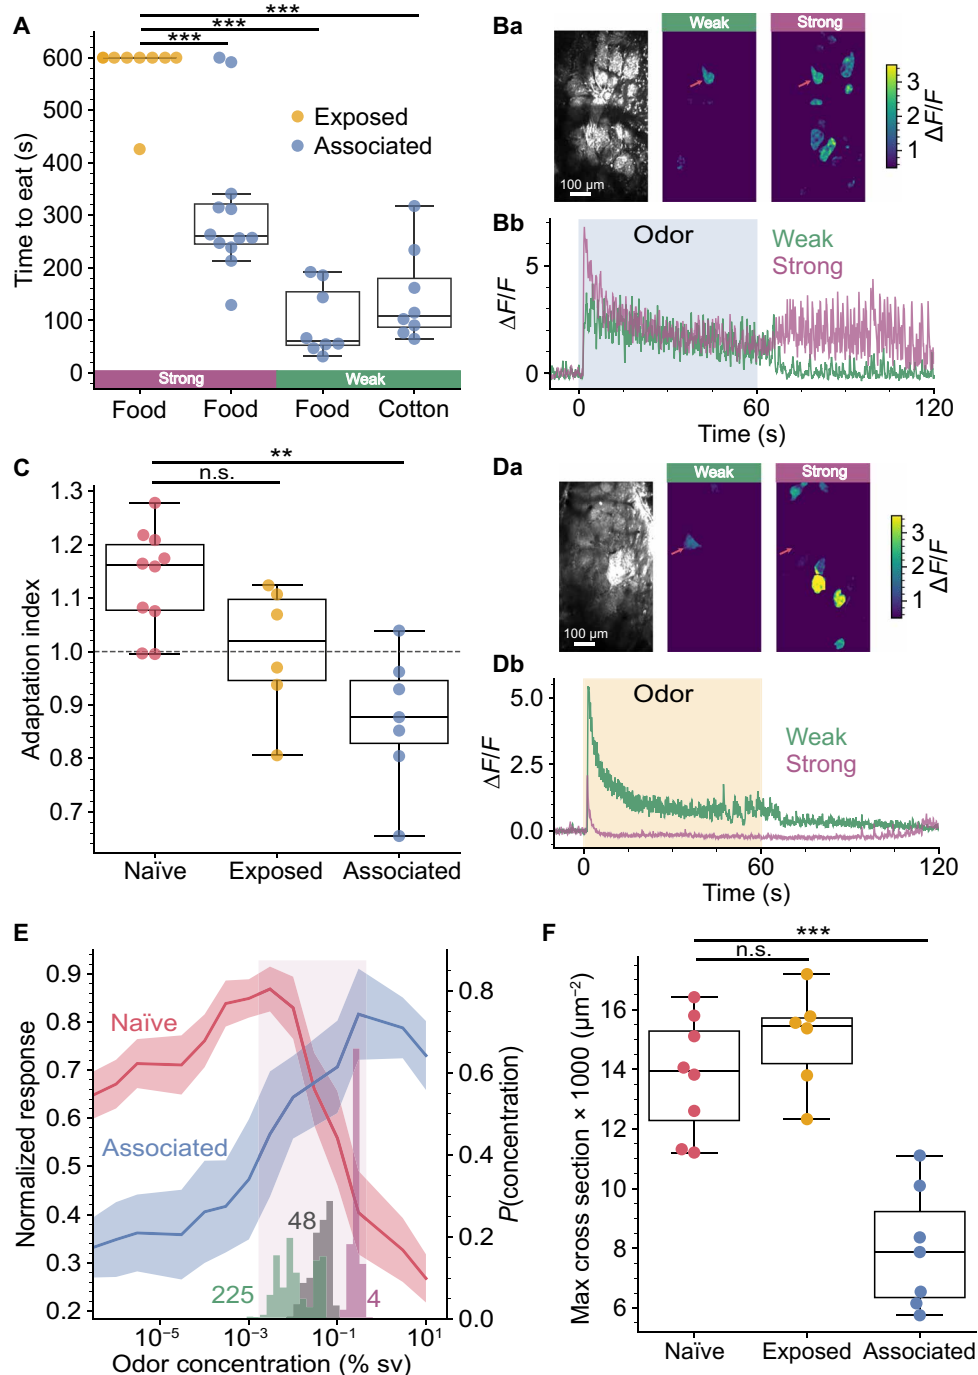 A
***
***
***
Time to eat (s)
600
500
400
300
200
100
0
Exposed
Associated
Strong
Weak
Food
Food
Food
Cotton
Ba
Weak
Strong
100 µm
3
2
1
ΔF/F
Bb
Odor
Weak
Strong
ΔF/F
5
0
0
60
120
Time (s)
C
**
n.s.
Adaptation index
1.3
1.2
1.1
1.0
0.9
0.8
0.7
Naïve
Exposed
Associated
Da
Weak
Strong
100 µm
3
2
1
ΔF/F
Db
Odor
Weak
Strong
ΔF/F
5.0
2.5
0.0
0
60
120
Time (s)
E
Normalized response
0.9
0.8
0.7
0.6
0.5
0.4
0.3
0.2
Naïve
Associated
225
48
4
0.8
0.6
0.4
0.2
0.0
P(concentration)
10⁻⁵
10⁻³
10⁻¹
10¹
Odor concentration (% sv)
F
***
n.s.
Max cross section × 1000 (µm⁻²)
16
14
12
10
8
6
Naïve
Exposed
Associated